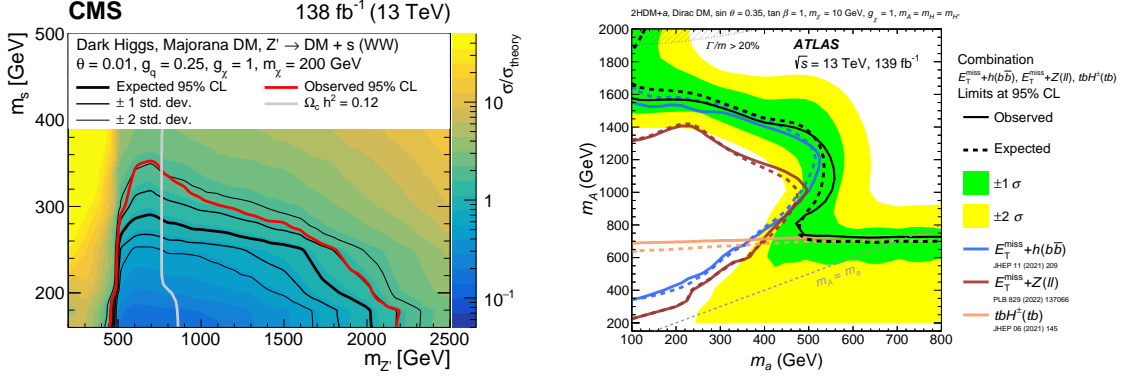 CMS 138 fb⁻¹ (13 TeV)
Dark Higgs, Majorana DM, Z' → DM + s (WW)
θ = 0.01, g_q = 0.25, g_χ = 1, m_χ = 200 GeV
Expected 95% CL
Observed 95% CL
± 1 std. dev.
Ω_c h² = 0.12
± 2 std. dev.
m_s [GeV]
500
400
300
200
500 1000 1500 2000 2500
m_Z' [GeV]
σ/σ_theory
10
1
10⁻¹
2HDM+a, Dirac DM, sin θ = 0.35, tan β = 1, m_χ = 10 GeV, g_χ = 1, m_A = m_H = m_H±
Γ/m > 20%
ATLAS
√s = 13 TeV, 139 fb⁻¹
m_A (GeV)
2000
1800
1600
1400
1200
1000
800
600
400
200
m_A = m_a
100 200 300 400 500 600 700 800
m_a (GeV)
Combination
E_T^miss+h(bb̄), E_T^miss+Z(ll), tbH±(tb)
Limits at 95% CL
Observed
Expected
±1 σ
±2 σ
E_T^miss+h(bb̄)
JHEP 11 (2021) 209
E_T^miss+Z(ll)
PLB 829 (2022) 137066
tbH±(tb)
JHEP 06 (2021) 145